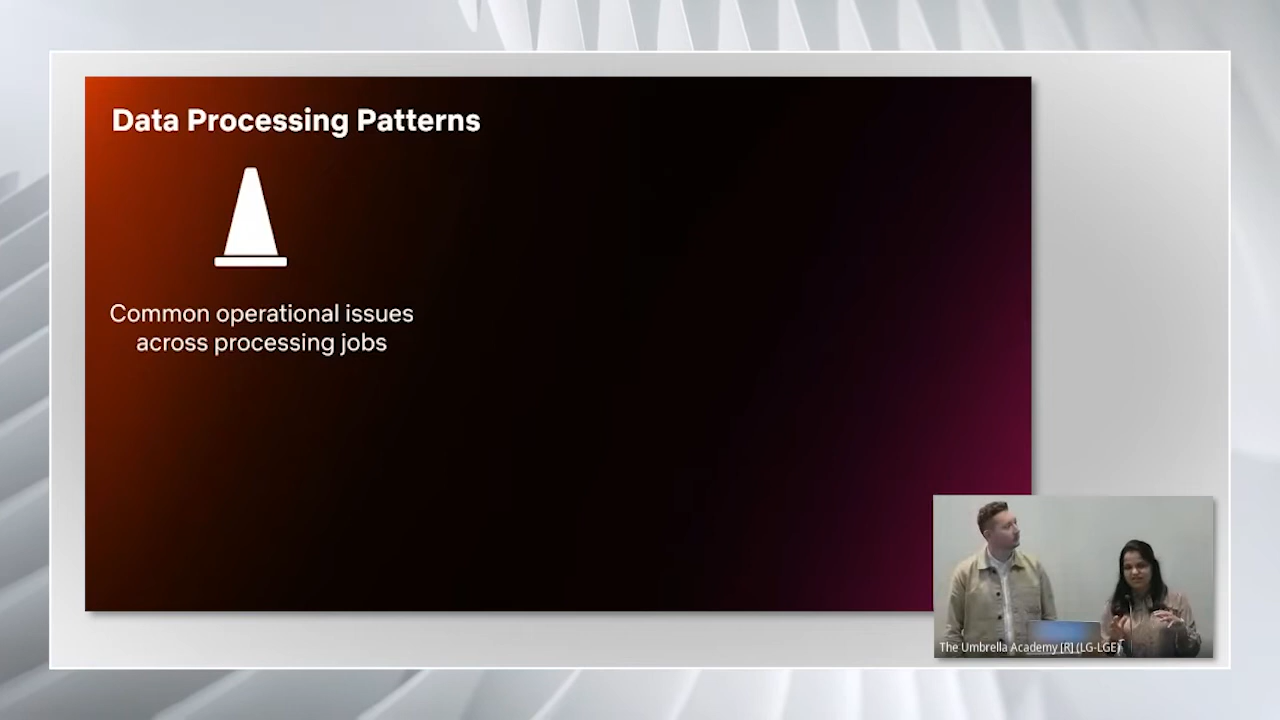 Data Processing Patterns
Common operational issues
across processing jobs
The Umbrella Academy [R] (LG-LGE)